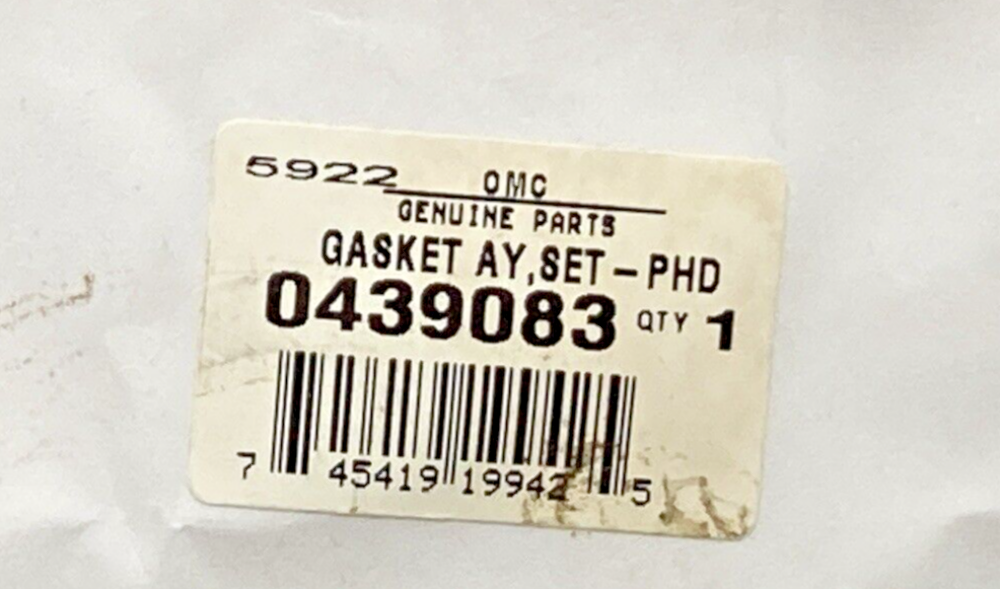 5922 OMC
GENUINE PARTS
GASKET AY,SET-PHD
0439083 QTY 1
7 45419 19942 5